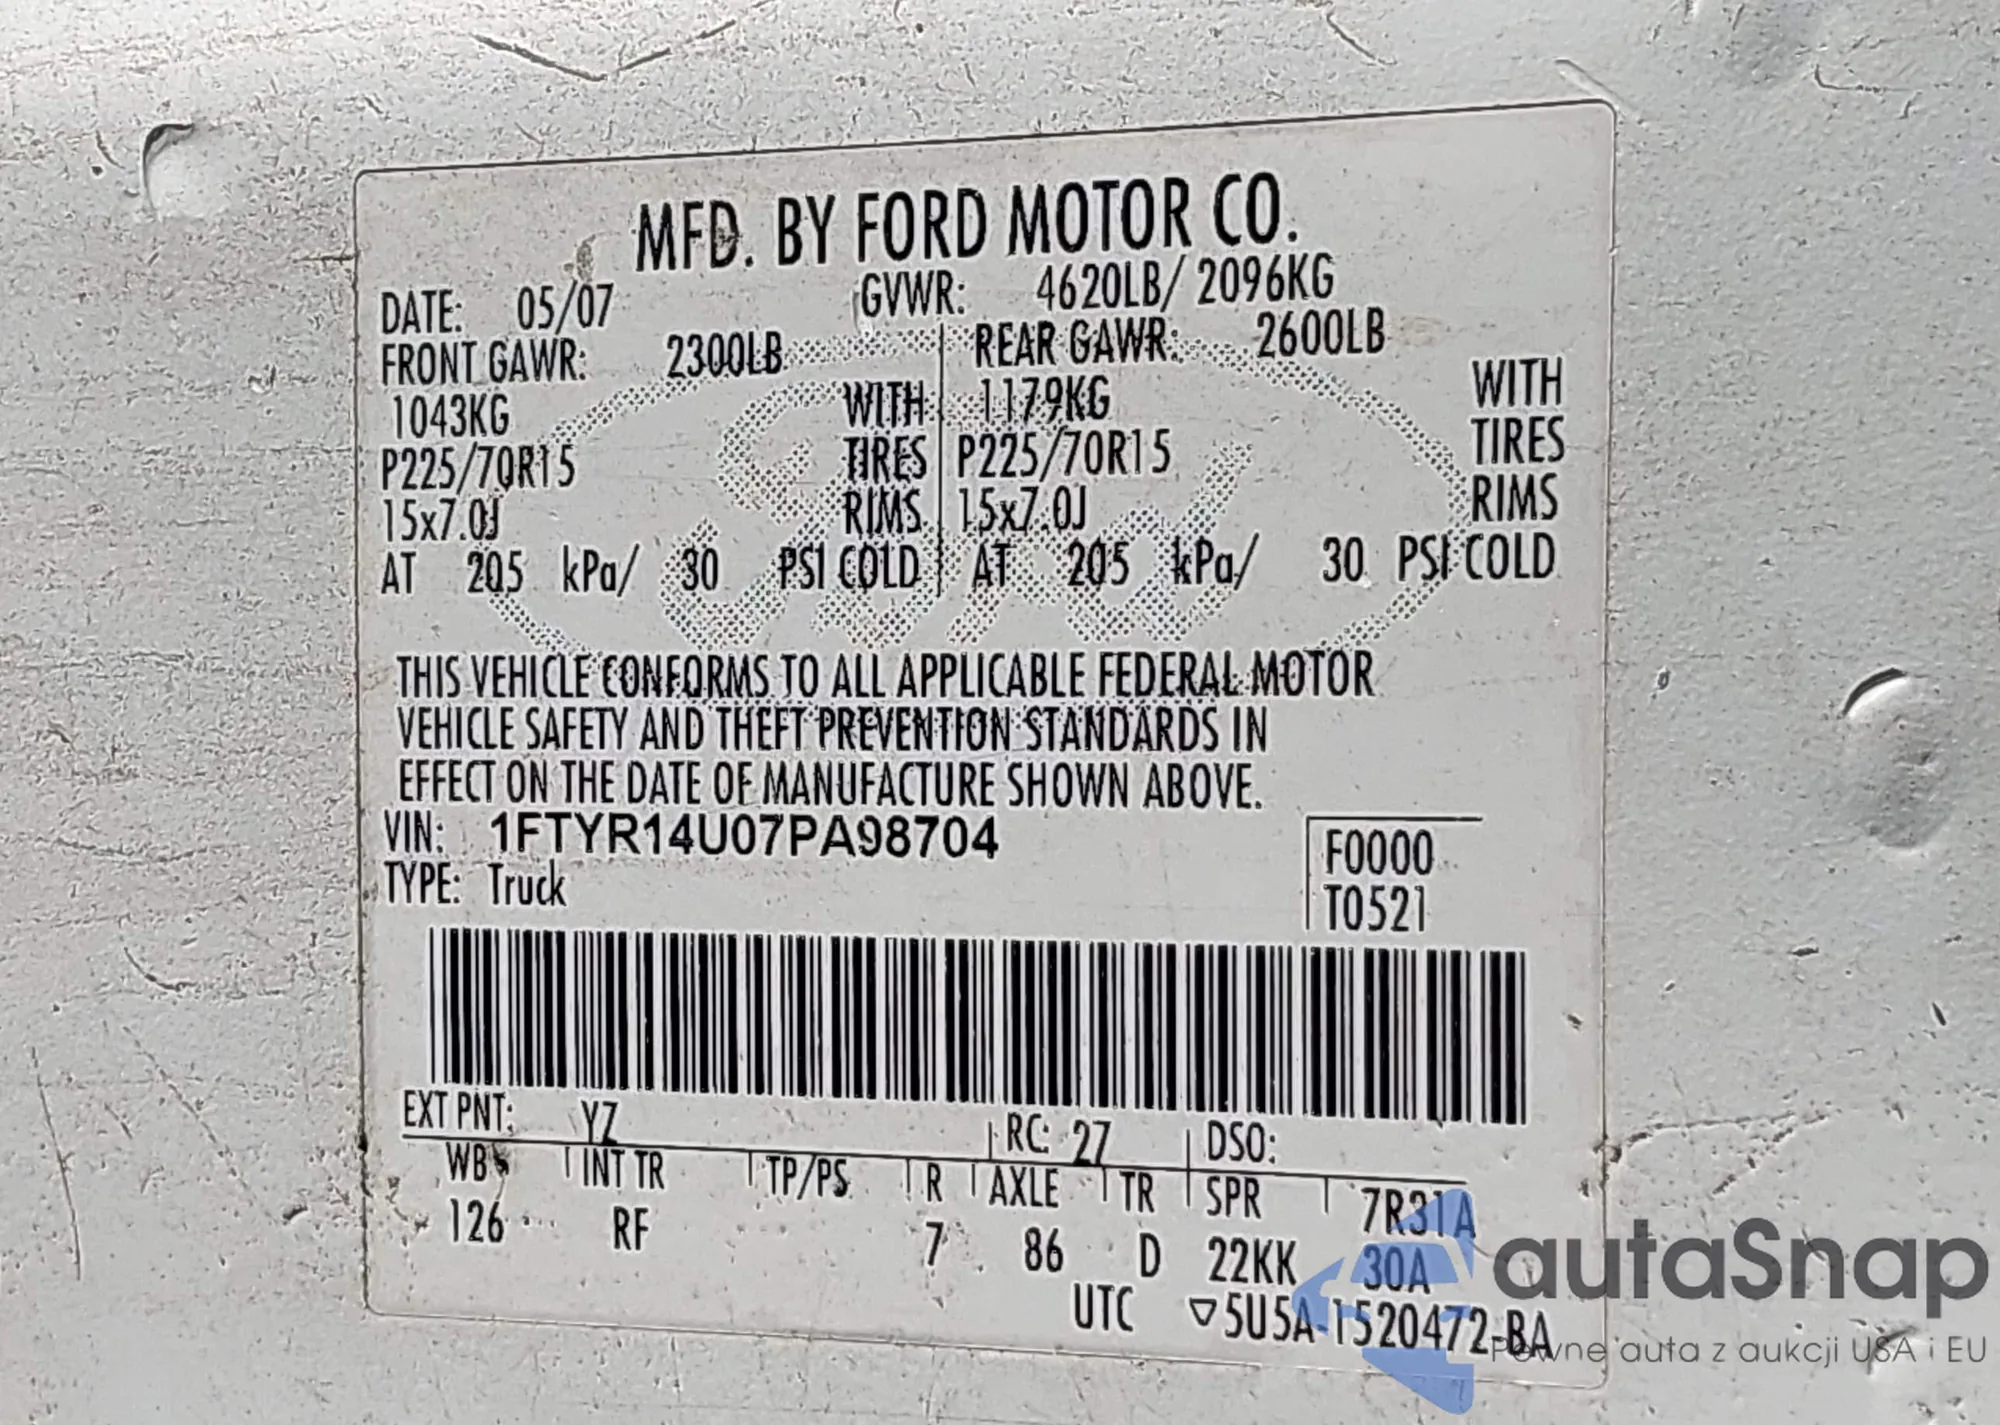 MFD. BY FORD MOTOR CO.
DATE: 05/07 GVWR: 4620LB/ 2096KG
FRONT GAWR: 2300LB REAR GAWR: 2600LB
1043KG WITH 1179KG WITH
P225/70R15 TIRES P225/70R15 TIRES
15x7.0J RIMS 15x7.0J RIMS
AT 205 kPa/ 30 PSI COLD AT 205 kPa/ 30 PSI COLD
THIS VEHICLE CONFORMS TO ALL APPLICABLE FEDERAL MOTOR
VEHICLE SAFETY AND THEFT PREVENTION STANDARDS IN
EFFECT ON THE DATE OF MANUFACTURE SHOWN ABOVE.
VIN: 1FTYR14U07PA98704
F0000
TYPE: Truck
T0521
EXT PNT: YZ RC: 27 DSO:
WB INT TR TP/PS R AXLE TR SPR 7R31A
126 RF 7 86 D 22KK 30A
UTC ▽5U5A-1520472-BA
Ford
autaSnap
Pewne auta z aukcji USA i EU